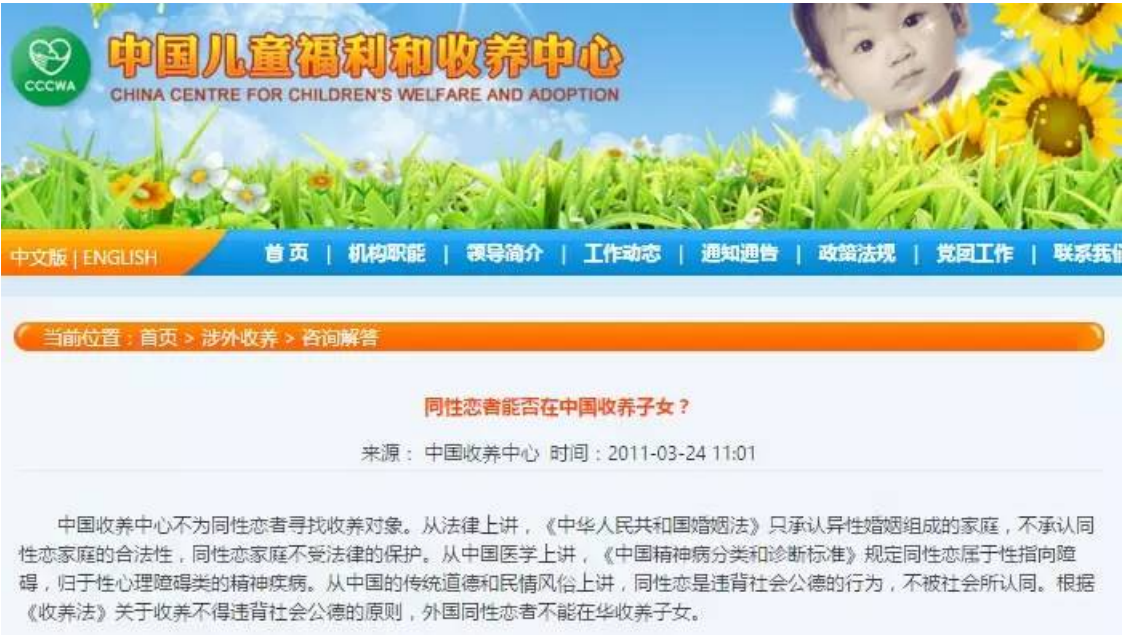 CCCWA
中国儿童福利和收养中心
CHINA CENTRE FOR CHILDREN'S WELFARE AND ADOPTION
中文版 | ENGLISH 首 页 | 机构职能 | 领导简介 | 工作动态 | 通知通告 | 政策法规 | 党团工作 | 联系我们
当前位置：首页 > 涉外收养 > 咨询解答
同性恋者能否在中国收养子女？
来源： 中国收养中心 时间：2011-03-24 11:01
中国收养中心不为同性恋者寻找收养对象。从法律上讲，《中华人民共和国婚姻法》只承认异性婚姻组成的家庭，不承认同
性恋家庭的合法性，同性恋家庭不受法律的保护。从中国医学上讲，《中国精神病分类和诊断标准》规定同性恋属于性指向障
碍，归于性心理障碍类的精神疾病。从中国的传统道德和民情风俗上讲，同性恋是违背社会公德的行为，不被社会所认同。根据
《收养法》关于收养不得违背社会公德的原则，外国同性恋者不能在华收养子女。